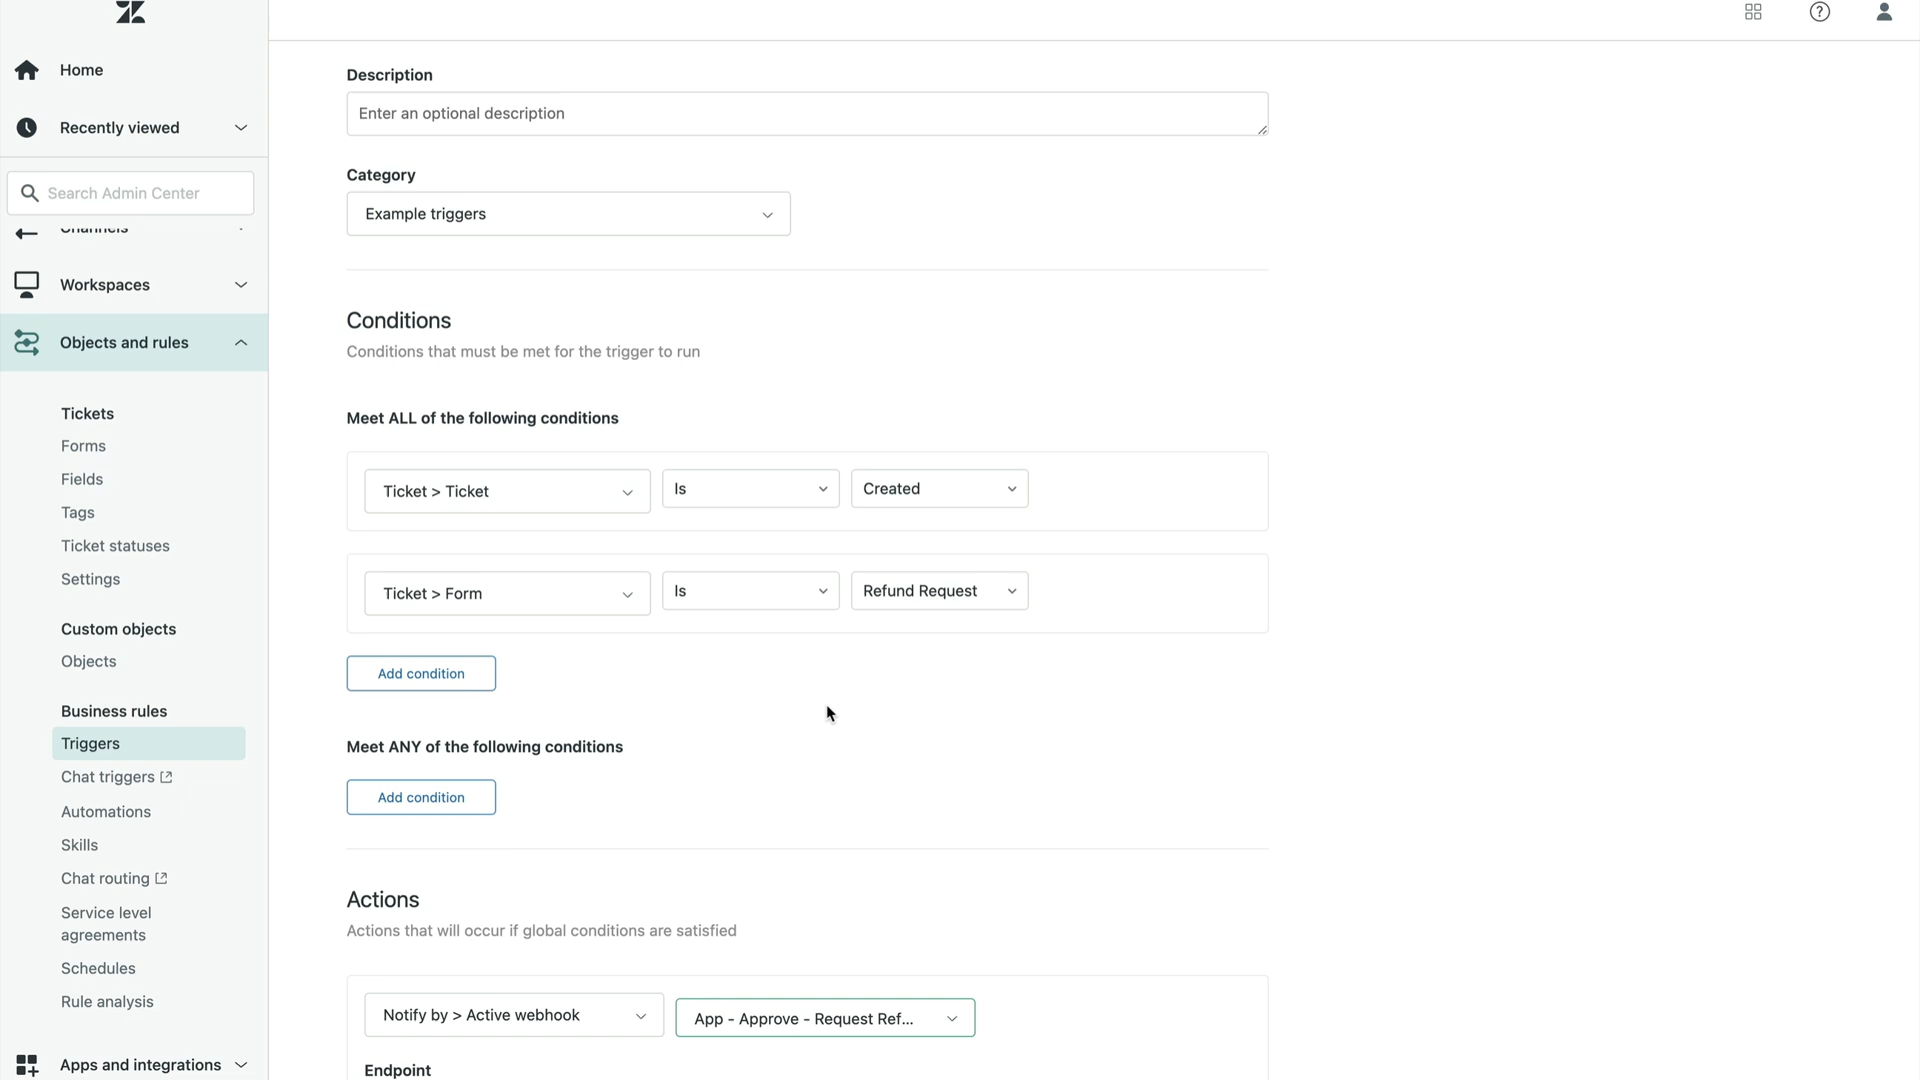 Home
Recently viewed
Search Admin Center
Channels
Workspaces
Objects and rules
Tickets
Forms
Fields
Tags
Ticket statuses
Settings
Custom objects
Objects
Business rules
Triggers
Chat triggers
Automations
Skills
Chat routing
Service level
agreements
Schedules
Rule analysis
Apps and integrations
Description
Enter an optional description
Category
Example triggers
Conditions
Conditions that must be met for the trigger to run
Meet ALL of the following conditions
Ticket > Ticket Is Created
Ticket > Form Is Refund Request
Add condition
Meet ANY of the following conditions
Add condition
Actions
Actions that will occur if global conditions are satisfied
Notify by > Active webhook App - Approve - Request Ref...
Endpoint